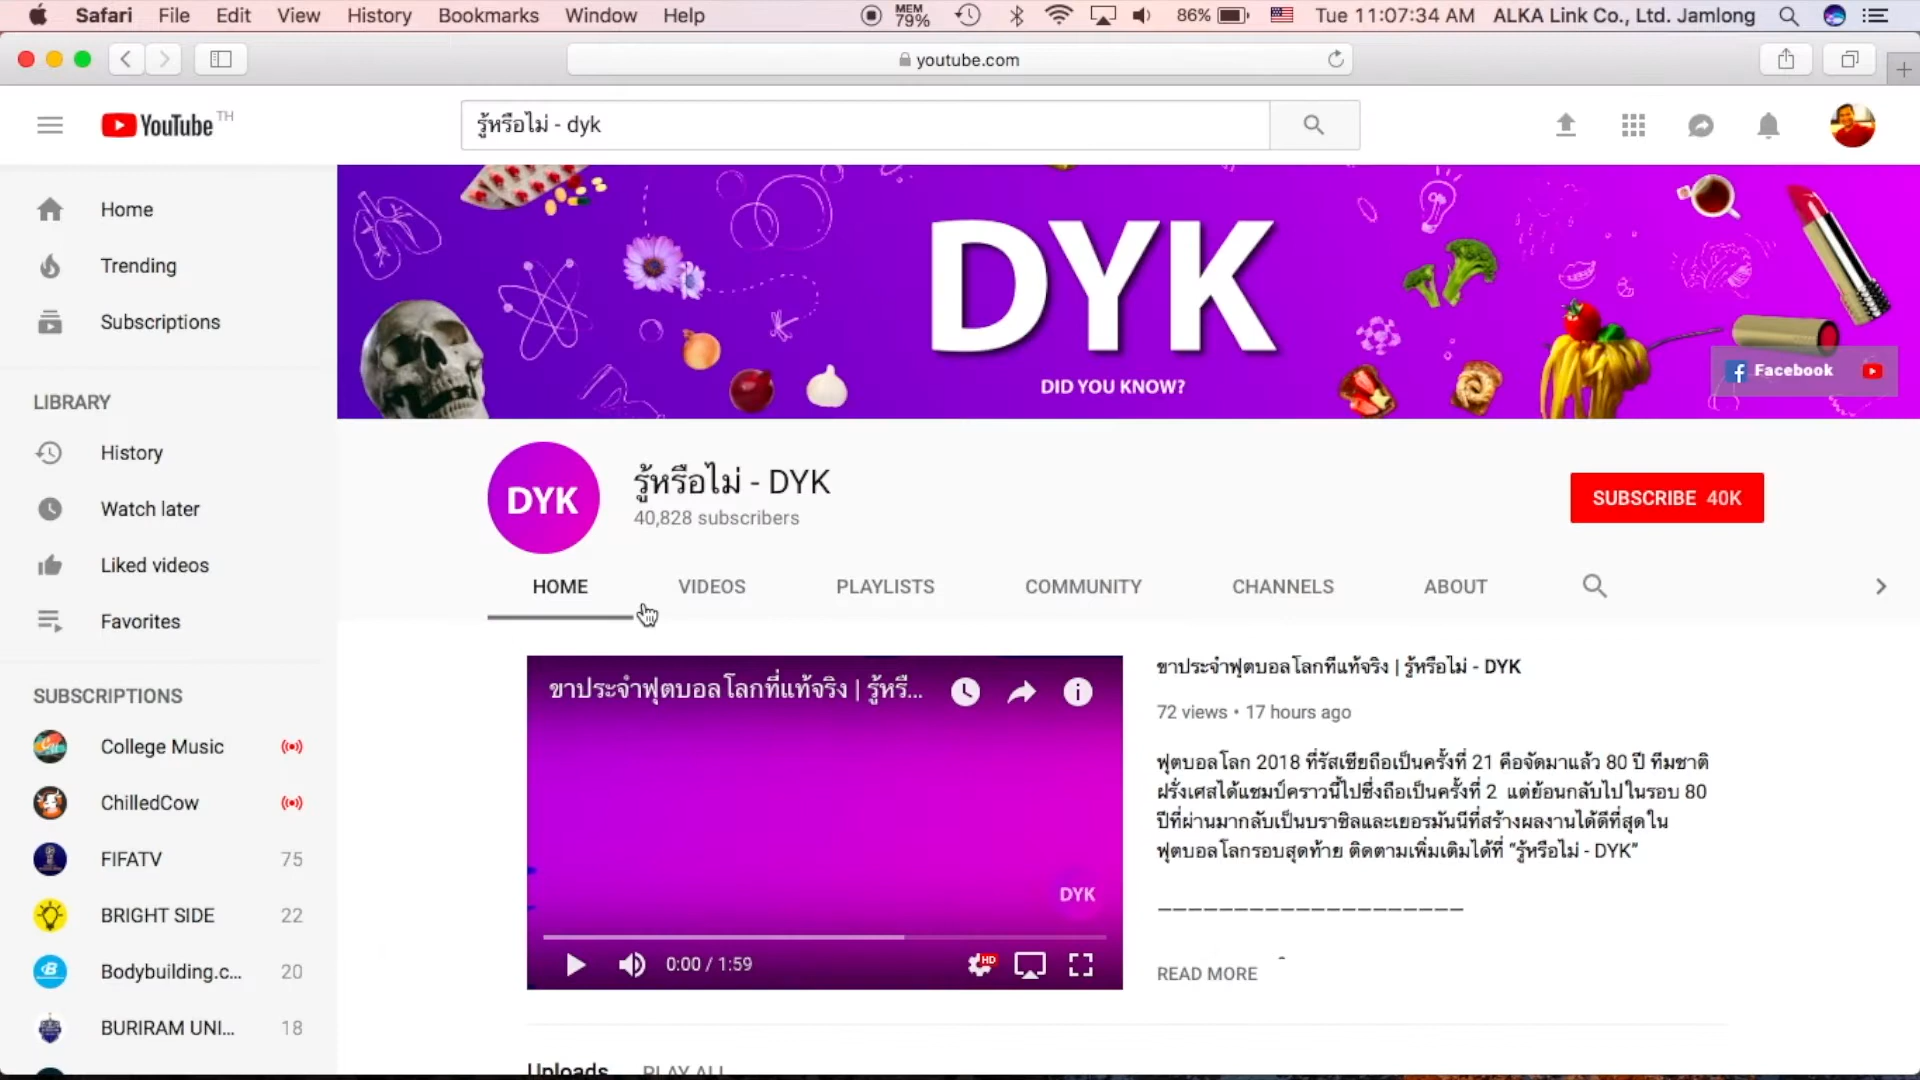 Safari File Edit View History Bookmarks Window Help MEM 79% 86% Tue 11:07:34 AM ALKA Link Co., Ltd. Jamlong
youtube.com
YouTube TH
รู้หรือไม่ - dyk
Home
Trending
Subscriptions
LIBRARY
History
Watch later
Liked videos
Favorites
SUBSCRIPTIONS
College Music
ChilledCow
FIFATV 75
BRIGHT SIDE 22
Bodybuilding.c... 20
BURIRAM UNI... 18
DYK
DID YOU KNOW?
Facebook
DYK
รู้หรือไม่ - DYK
40,828 subscribers
SUBSCRIBE 40K
HOME VIDEOS PLAYLISTS COMMUNITY CHANNELS ABOUT
ขาประจำฟุตบอลโลกที่แท้จริง | รู้หรื...
DYK
0:00 / 1:59
HD
ขาประจำฟุตบอลโลกที่แท้จริง | รู้หรือไม่ - DYK
72 views • 17 hours ago
ฟุตบอลโลก 2018 ที่รัสเซียถือเป็นครั้งที่ 21 คือจัดมาแล้ว 80 ปี ทีมชาติ
ฝรั่งเศสได้แชมป์คราวนี้ไปซึ่งถือเป็นครั้งที่ 2 แต่ย้อนกลับไปในรอบ 80
ปีที่ผ่านมากลับเป็นบราซิลและเยอรมันนีที่สร้างผลงานได้ดีที่สุดใน
ฟุตบอลโลกรอบสุดท้าย ติดตามเพิ่มเติมได้ที่ “รู้หรือไม่ - DYK”
____________________
READ MORE
Uploads PLAY ALL